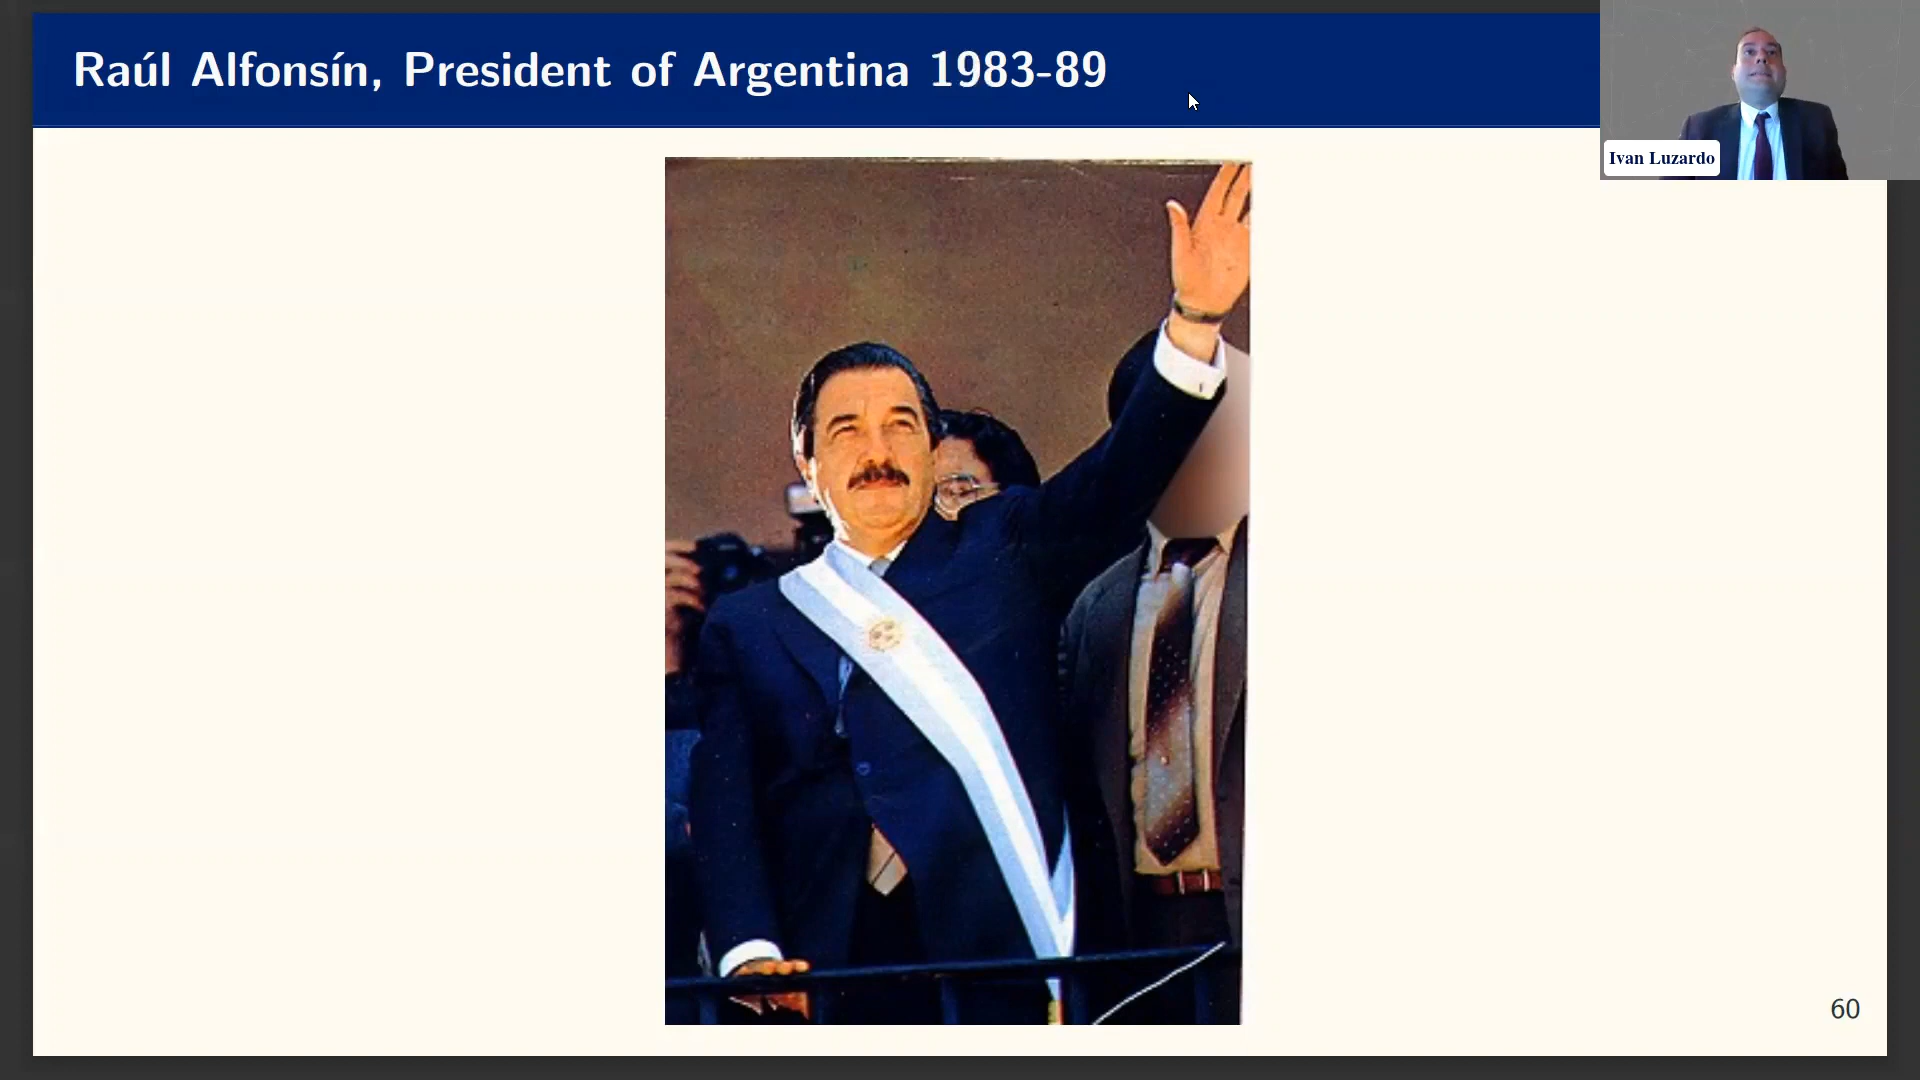 Raúl Alfonsín, President of Argentina 1983-89
Ivan Luzardo
60